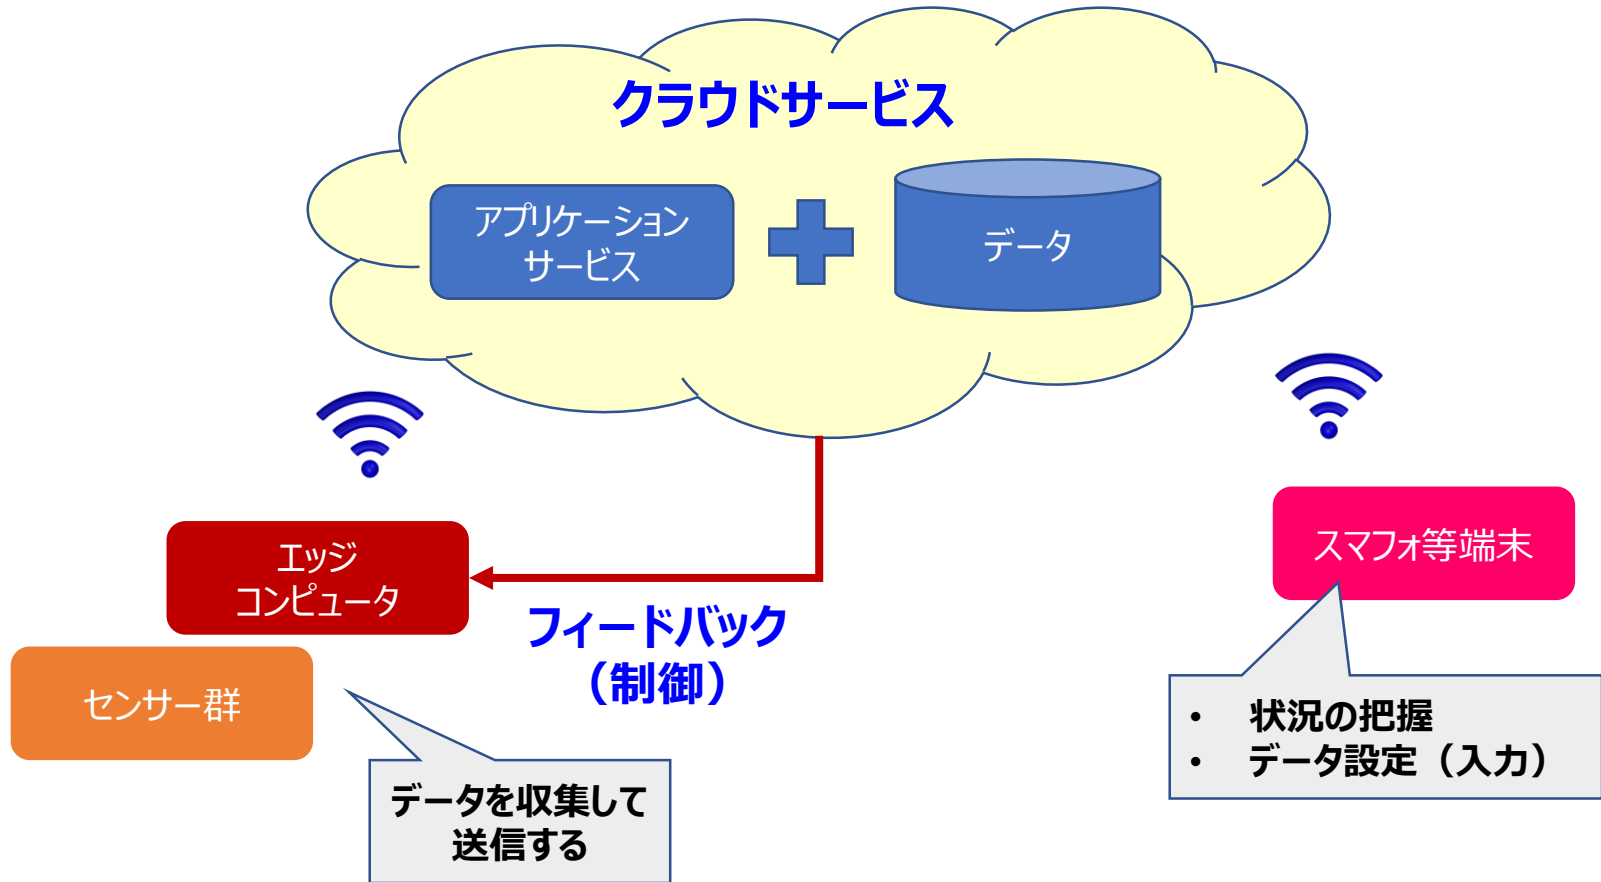 クラウドサービス
アプリケーション
サービス
データ
エッジ
コンピュータ
スマフォ等端末
フィードバック
（制御）
センサー群
• 状況の把握
• データ設定（入力）
データを収集して
送信する